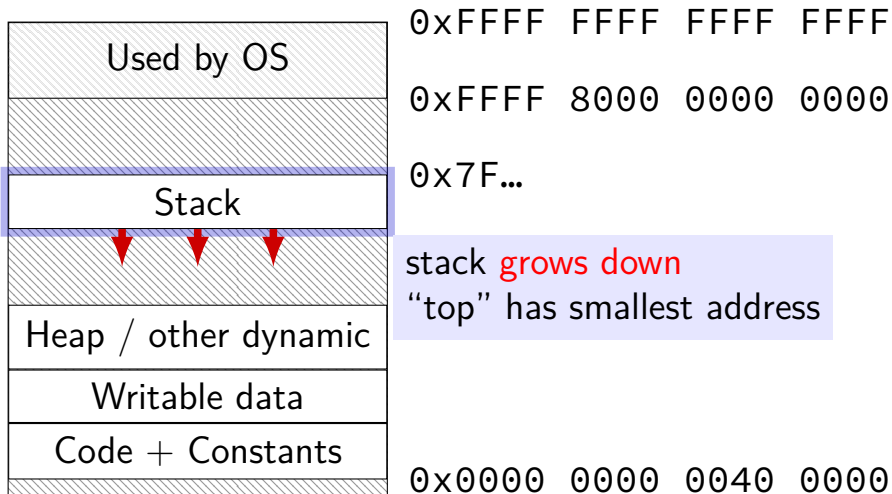 0xFFFF FFFF FFFF FFFF
Used by OS
0xFFFF 8000 0000 0000
0x7F…
Stack
stack grows down
“top” has smallest address
Heap / other dynamic
Writable data
Code + Constants
0x0000 0000 0040 0000